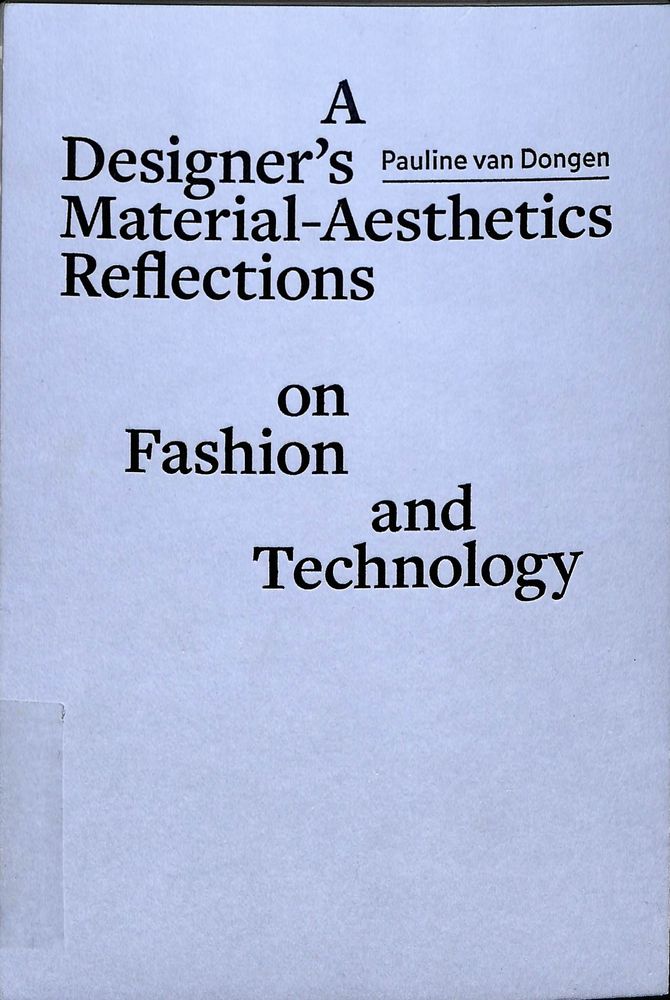 A
Designer's
Pauline van Dongen
Material-Aesthetics
Reflections
on
Fashion
and
Technology